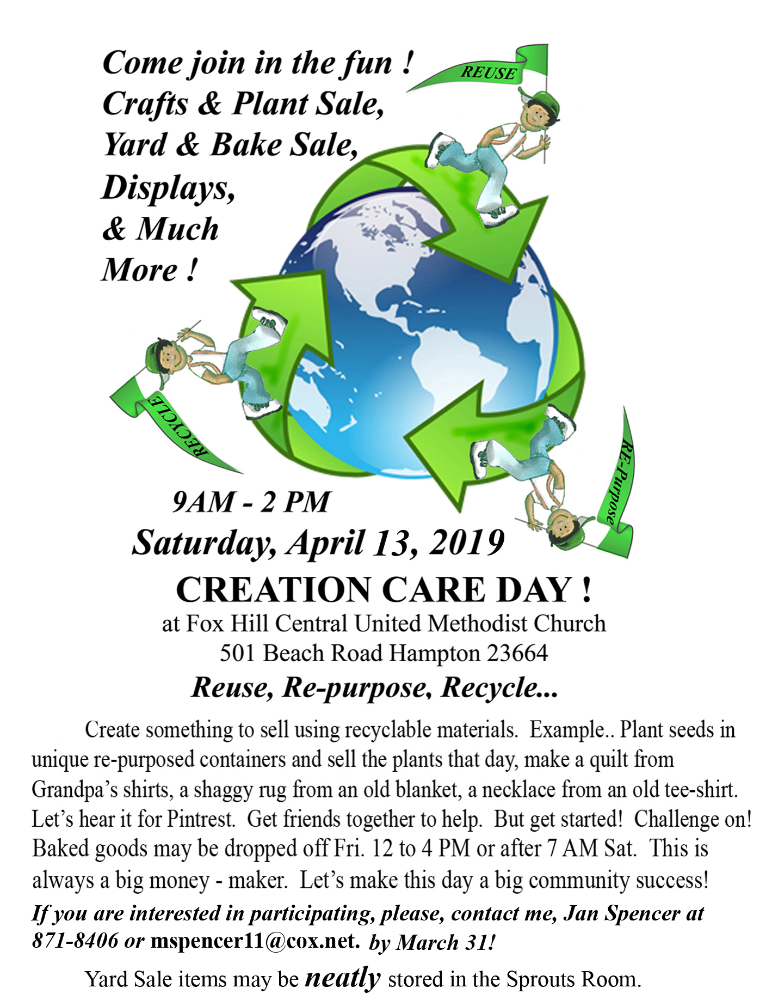 Come join in the fun !
REUSE
Crafts & Plant Sale,
Yard & Bake Sale,
Displays,
& Much
More !
RECYCLE
RE-Purpose
9AM - 2 PM
Saturday, April 13, 2019
CREATION CARE DAY !
at Fox Hill Central United Methodist Church
501 Beach Road Hampton 23664
Reuse, Re-purpose, Recycle...
Create something to sell using recyclable materials.  Example.. Plant seeds in
unique re-purposed containers and sell the plants that day, make a quilt from
Grandpa’s shirts, a shaggy rug from an old blanket, a necklace from an old tee-shirt.
Let’s hear it for Pintrest.  Get friends together to help.  But get started!  Challenge on!
Baked goods may be dropped off Fri. 12 to 4 PM or after 7 AM Sat.  This is
always a big money - maker.  Let’s make this day a big community success!
If you are interested in participating, please, contact me, Jan Spencer at
871-8406 or mspencer11@cox.net. by March 31!
Yard Sale items may be neatly stored in the Sprouts Room.